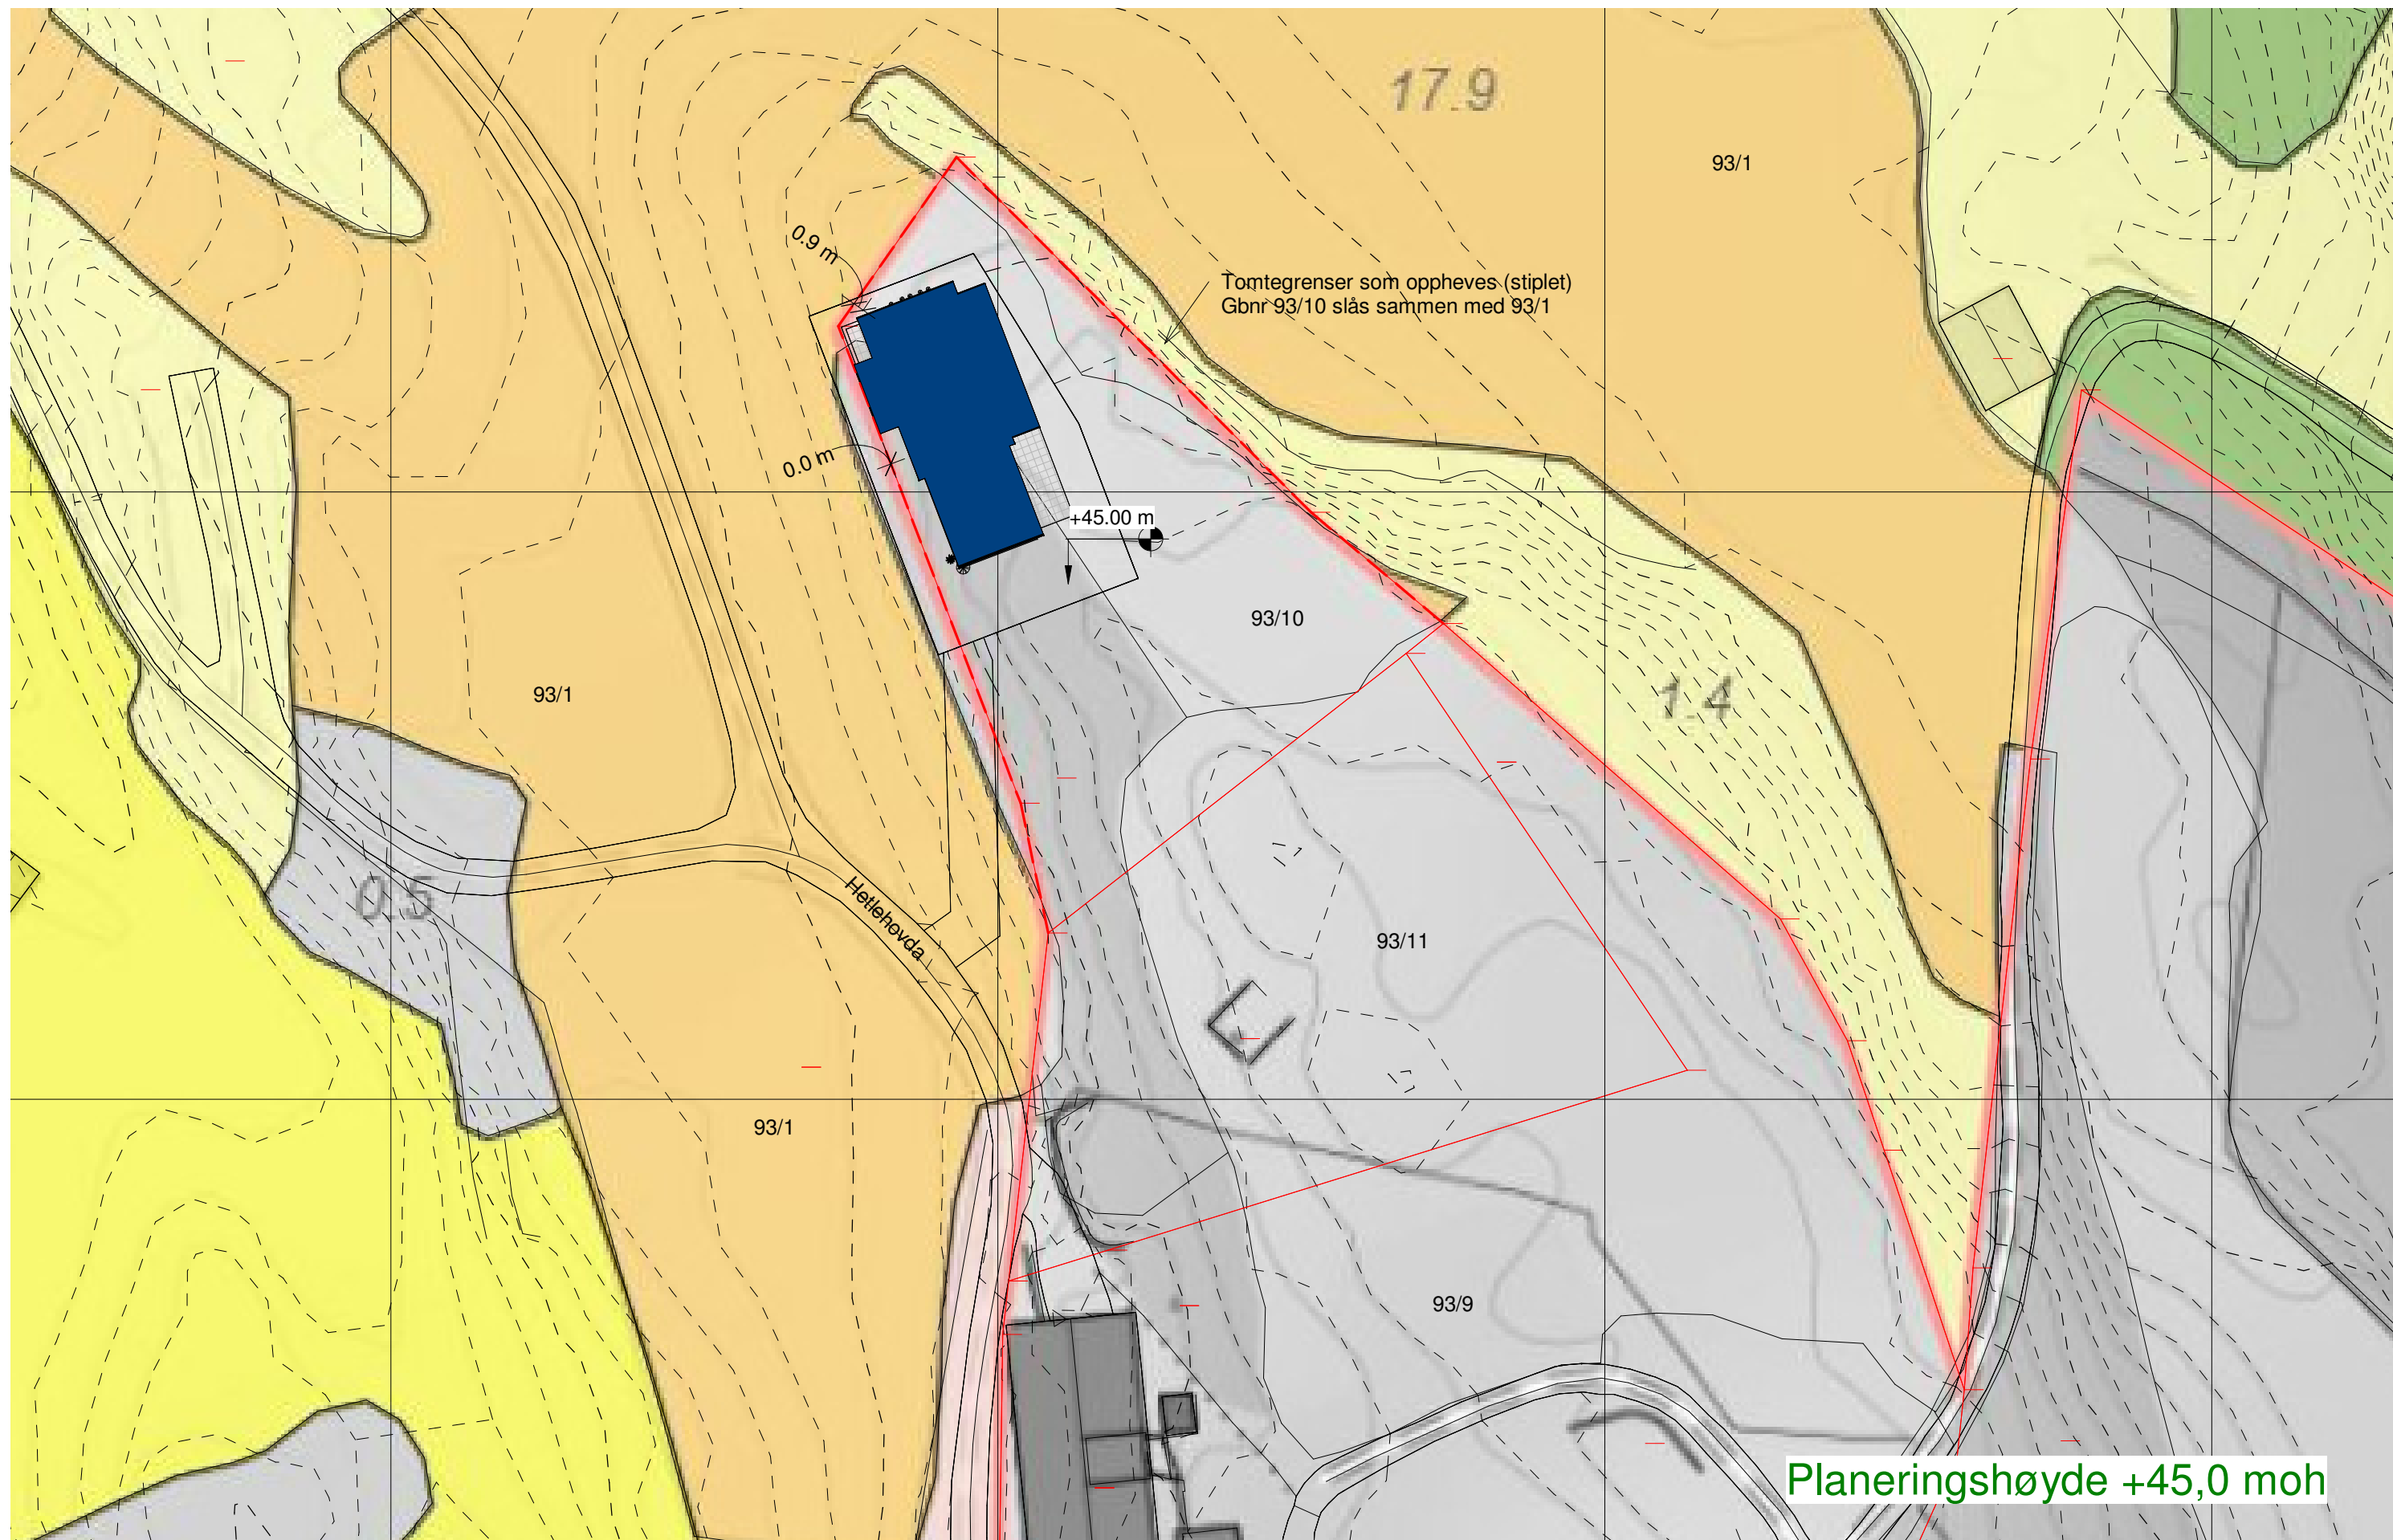 17.9
93/1
0.9 m
Tomtegrenser som oppheves (stiplet)
Gbnr 93/10 slås sammen med 93/1
0.0 m
+45.00 m
93/10
93/1
1.4
0.5
Hetlehovda
93/11
93/1
93/9
Planeringshøyde +45,0 moh